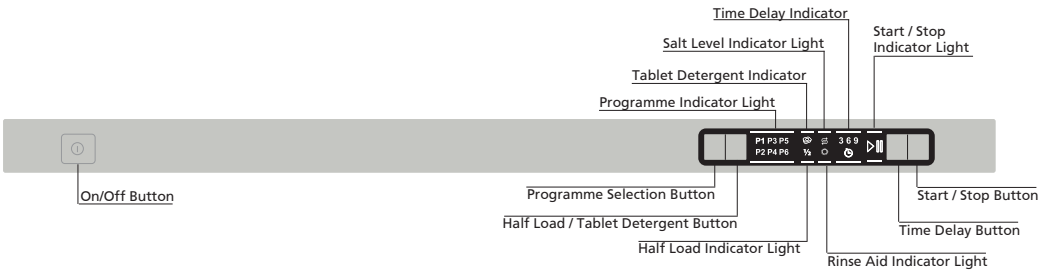 Time Delay Indicator
Start / Stop
Indicator Light
Salt Level Indicator Light
Tablet Detergent Indicator
Programme Indicator Light
P1 P3 P5
3 6 9
P2 P4 P6
½
On/Off Button
Programme Selection Button
Start / Stop Button
Half Load / Tablet Detergent Button
Time Delay Button
Half Load Indicator Light
Rinse Aid Indicator Light